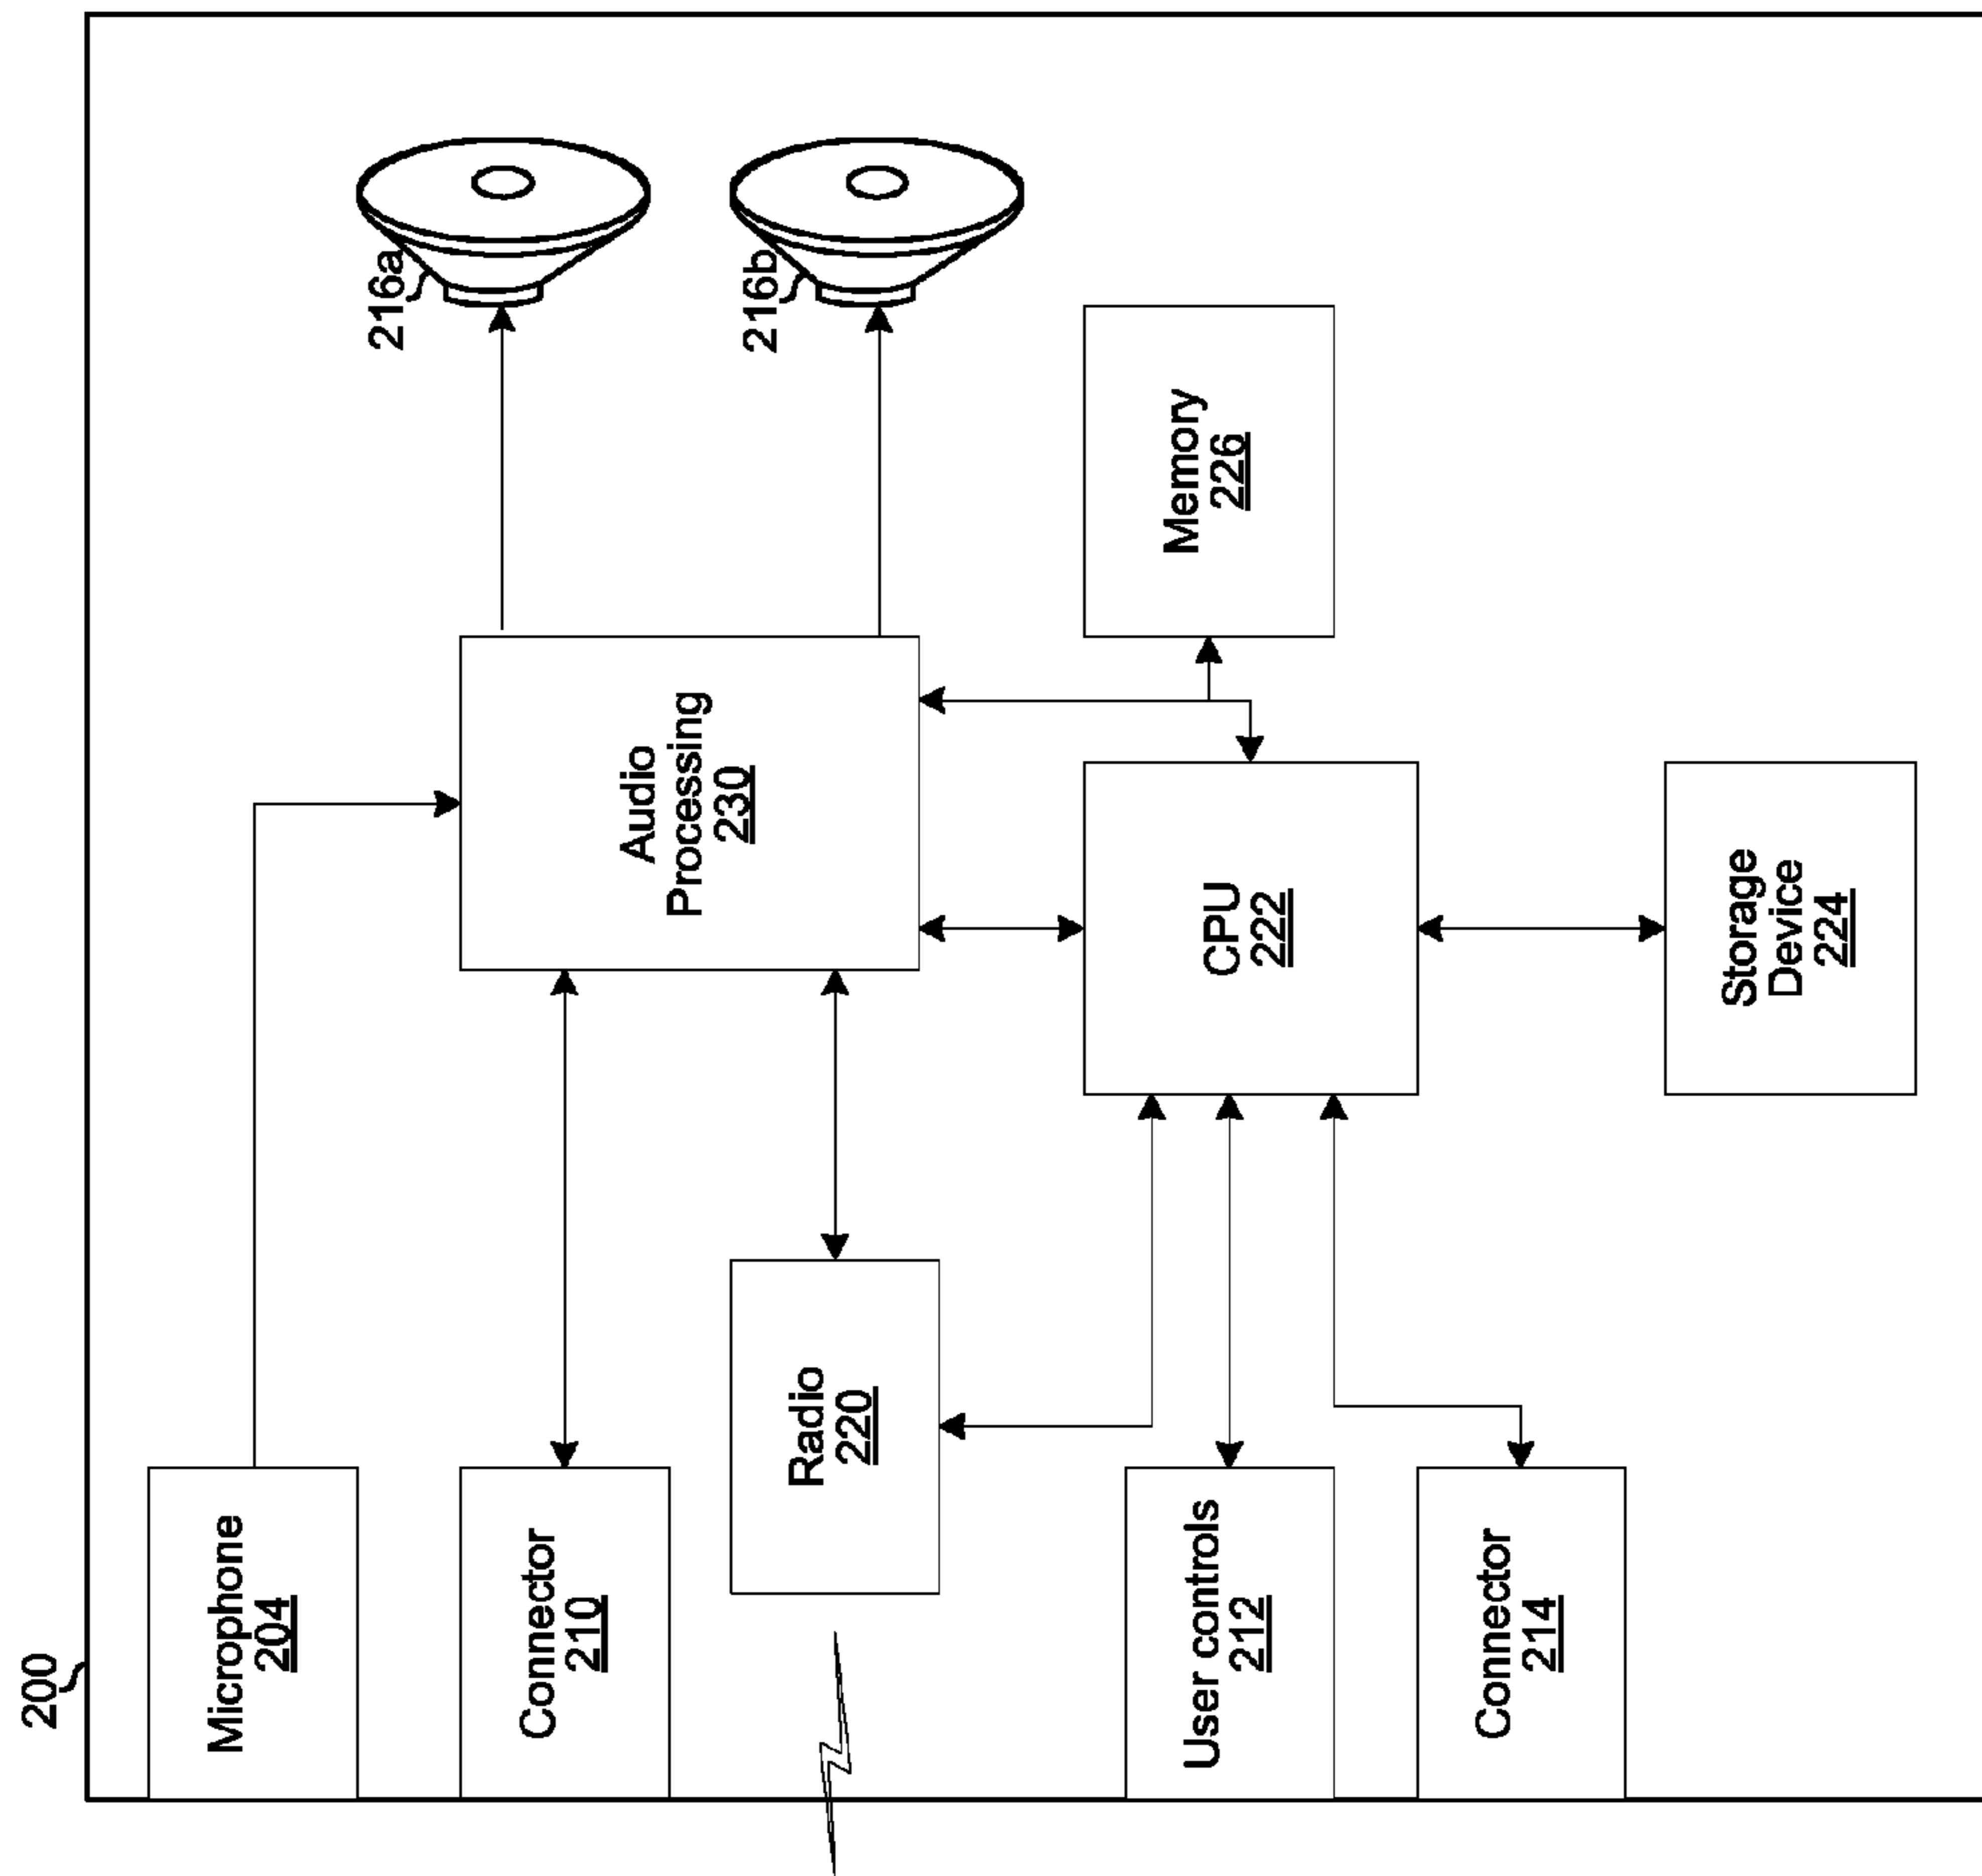 200
Microphone
204
Connector
210
Radio
220
User controls
212
Connector
214
Audio
Processing
230
CPU
222
Storage
Device
224
Memory
226
216a
216b